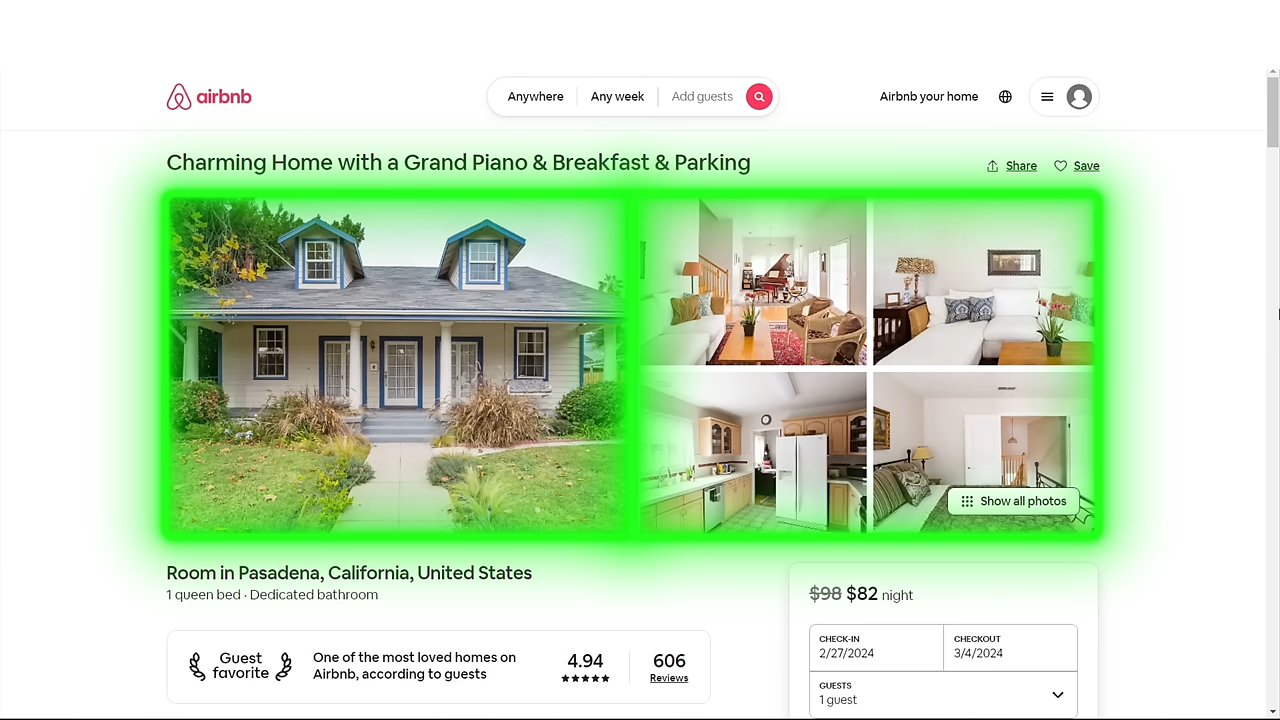 airbnb
Anywhere
Any week
Add guests
Airbnb your home
Charming Home with a Grand Piano & Breakfast & Parking
Share
Save
Show all photos
Room in Pasadena, California, United States
1 queen bed · Dedicated bathroom
Guest favorite
One of the most loved homes on
Airbnb, according to guests
4.94
606
Reviews
$98 $82 night
CHECK-IN
2/27/2024
CHECKOUT
3/4/2024
GUESTS
1 guest